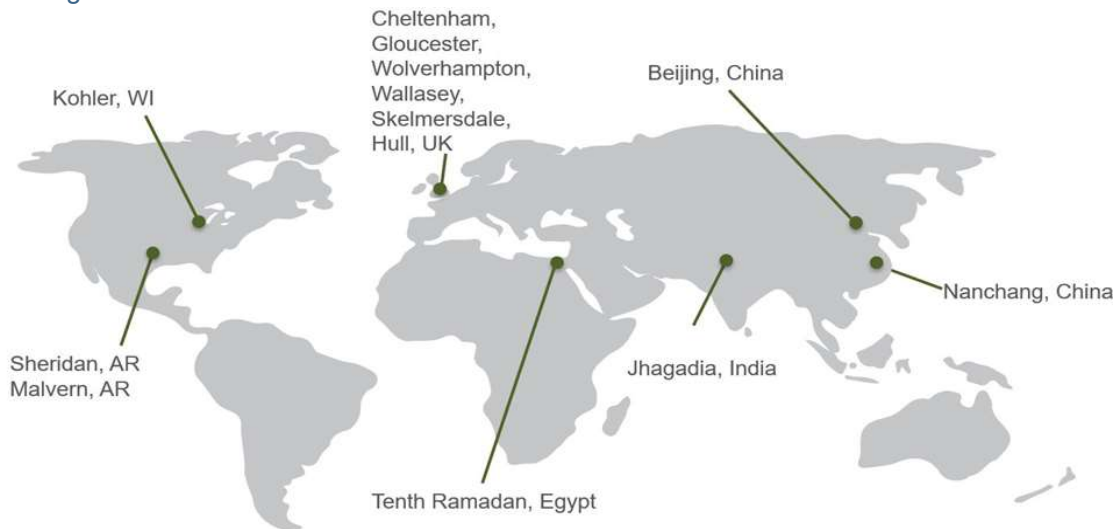 Cheltenham,
Gloucester,
Wolverhampton,
Wallasey,
Skelmersdale,
Hull, UK
Beijing, China
Kohler, WI
Nanchang, China
Sheridan, AR
Malvern, AR
Jhagadia, India
Tenth Ramadan, Egypt